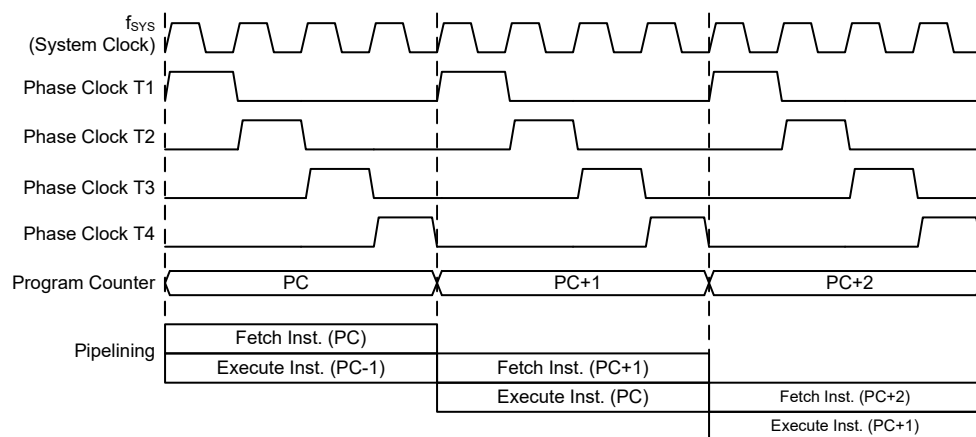 fSYS
(System Clock)
Phase Clock T1
Phase Clock T2
Phase Clock T3
Phase Clock T4
Program Counter PC PC+1 PC+2
Pipelining
Fetch Inst. (PC)
Execute Inst. (PC-1) Fetch Inst. (PC+1)
Execute Inst. (PC) Fetch Inst. (PC+2)
Execute Inst. (PC+1)